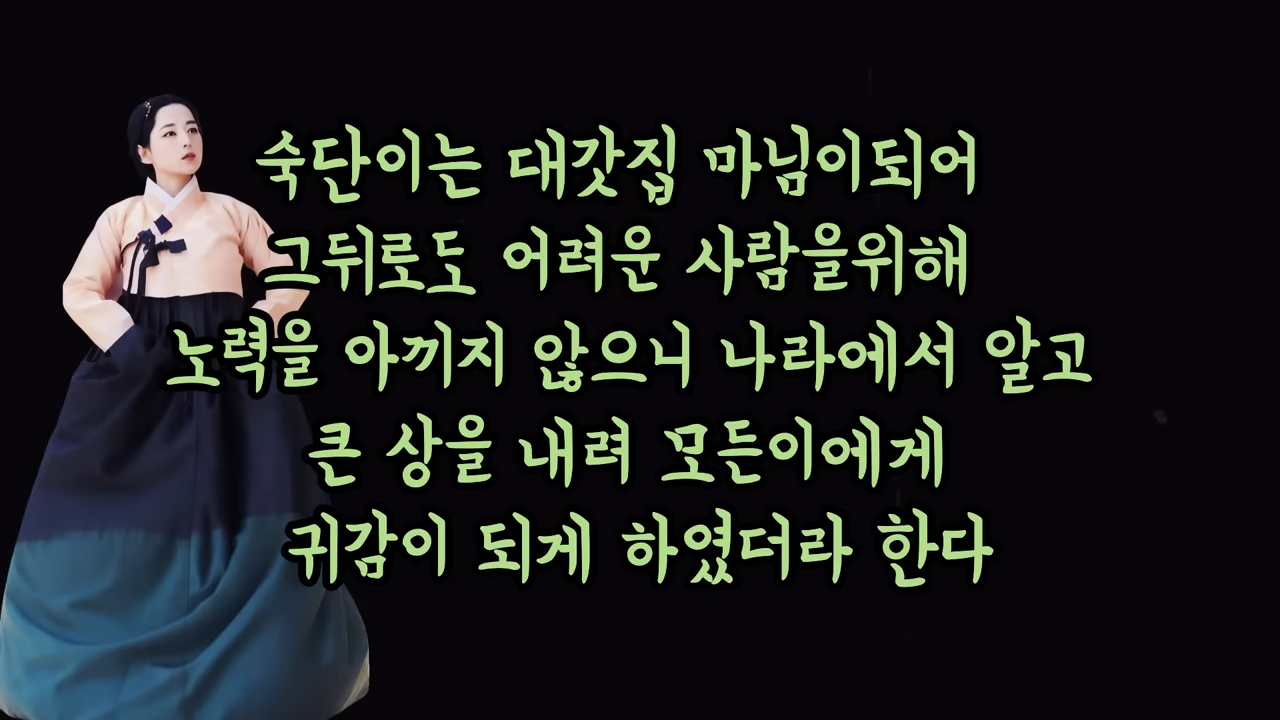 숙단이는 대갓집 마님이되어
그뒤로도 어려운 사람을위해
노력을 아끼지 않으니 나라에서 알고
큰 상을 내려 모든이에게
귀감이 되게 하였더라 한다